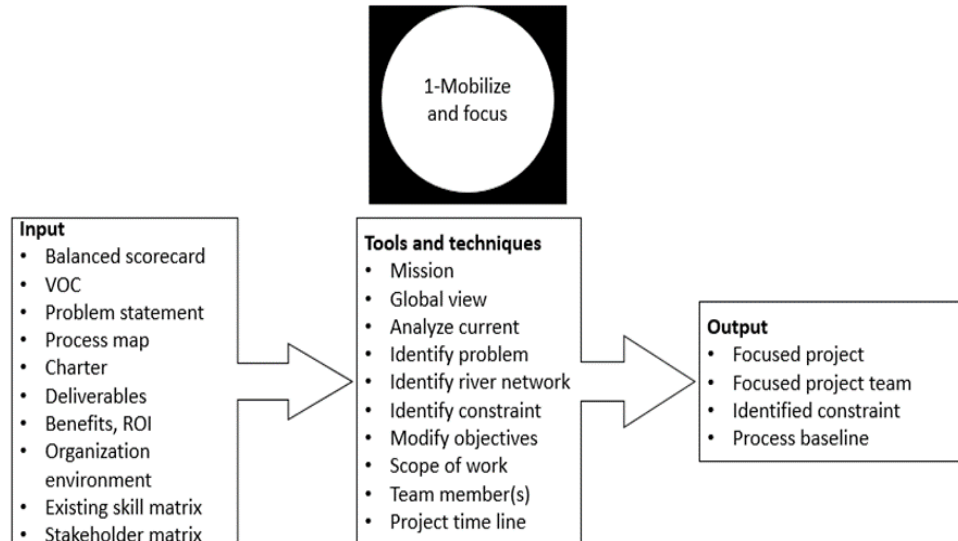 1-Mobilize
and focus
Input
• Balanced scorecard
• VOC
• Problem statement
• Process map
• Charter
• Deliverables
• Benefits, ROI
• Organization
environment
• Existing skill matrix
• Stakeholder matrix
Tools and techniques
• Mission
• Global view
• Analyze current
• Identify problem
• Identify river network
• Identify constraint
• Modify objectives
• Scope of work
• Team member(s)
• Project time line
Output
• Focused project
• Focused project team
• Identified constraint
• Process baseline